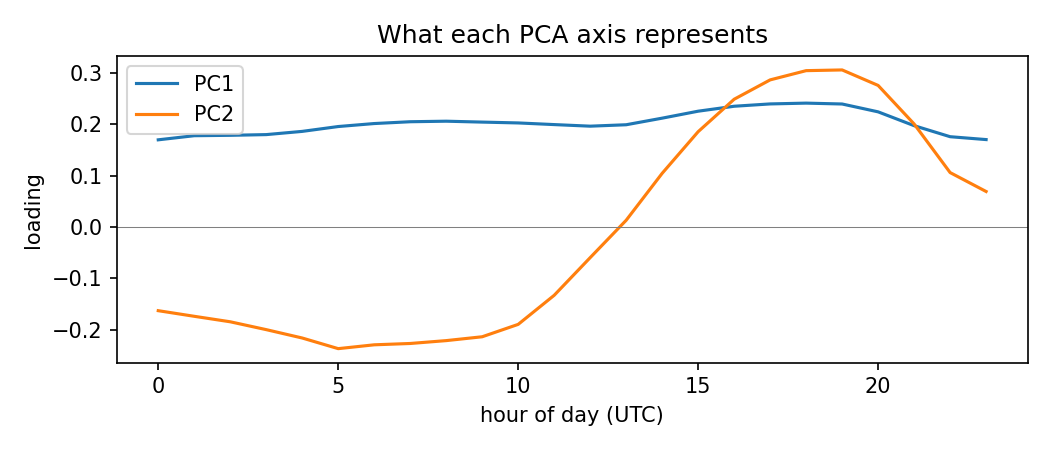 What each PCA axis represents
PC1
PC2
0.3
0.2
0.1
0.0
−0.1
−0.2
loading
0 5 10 15 20
hour of day (UTC)